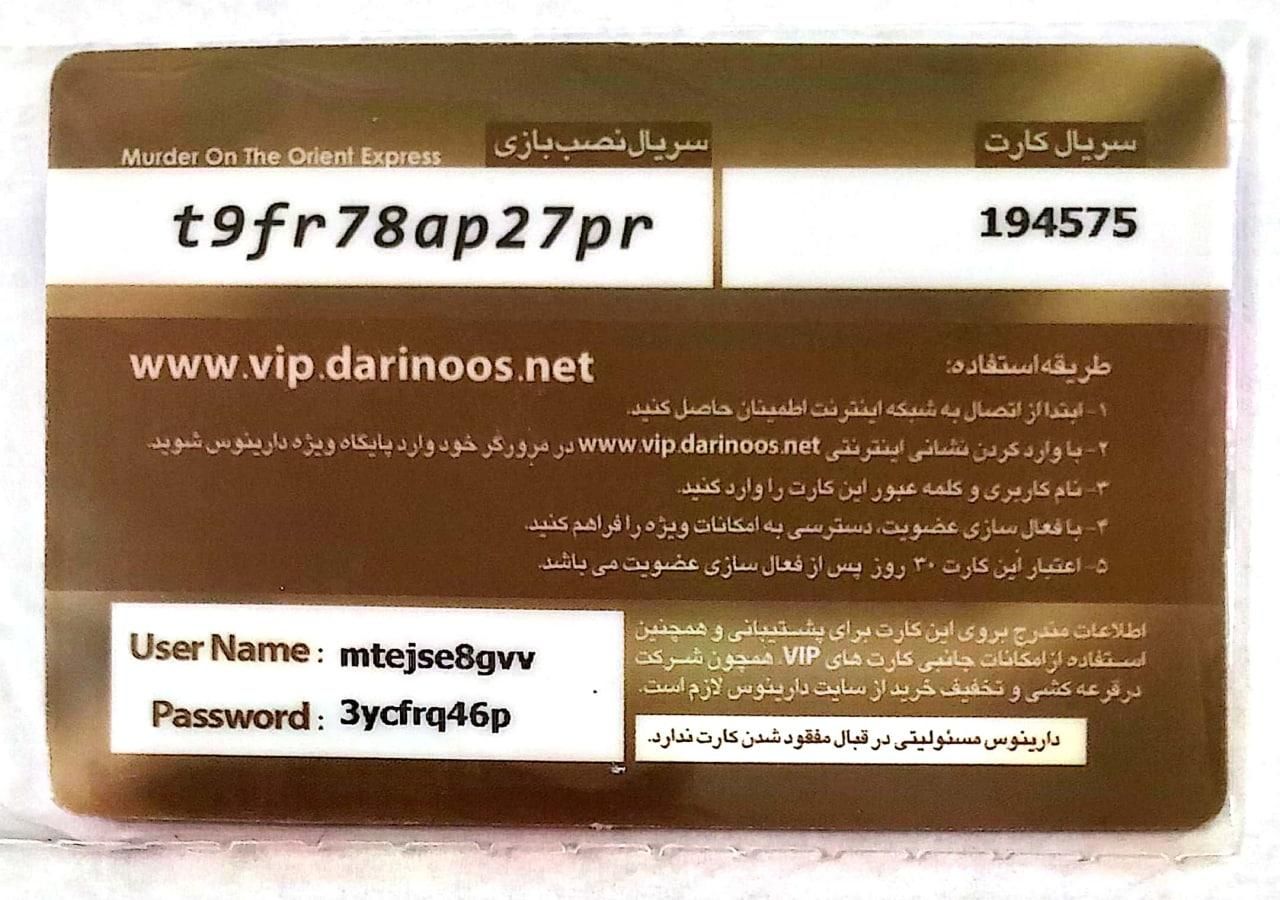 سریال کارت
194575
سریال نصب بازی
Murder On The Orient Express
t9fr78ap27pr
www.vip.darinoos.net
طریقه استفاده:
۱- ابتدا از اتصال به شبکه اینترنت اطمینان حاصل کنید.
۲- با وارد کردن نشانی اینترنتی www.vip.darinoos.net در مرورگر خود وارد پایگاه ویژه دارینوس شوید.
۳- نام کاربری و کلمه عبور این کارت را وارد کنید.
۴- با فعال سازی عضویت، دسترسی به امکانات ویژه را فراهم کنید.
۵- اعتبار این کارت ۳۰ روز پس از فعال سازی عضویت می باشد.
اطلاعات مندرج بروی این کارت برای پشتیبانی و همچنین
استفاده از امکانات جانبی کارت های VIP، همچون شرکت
در قرعه کشی و تخفیف خرید از سایت دارینوس لازم است.
دارینوس مسئولیتی در قبال مفقود شدن کارت ندارد.
User Name : mtejse8gvv
Password : 3ycfrq46p